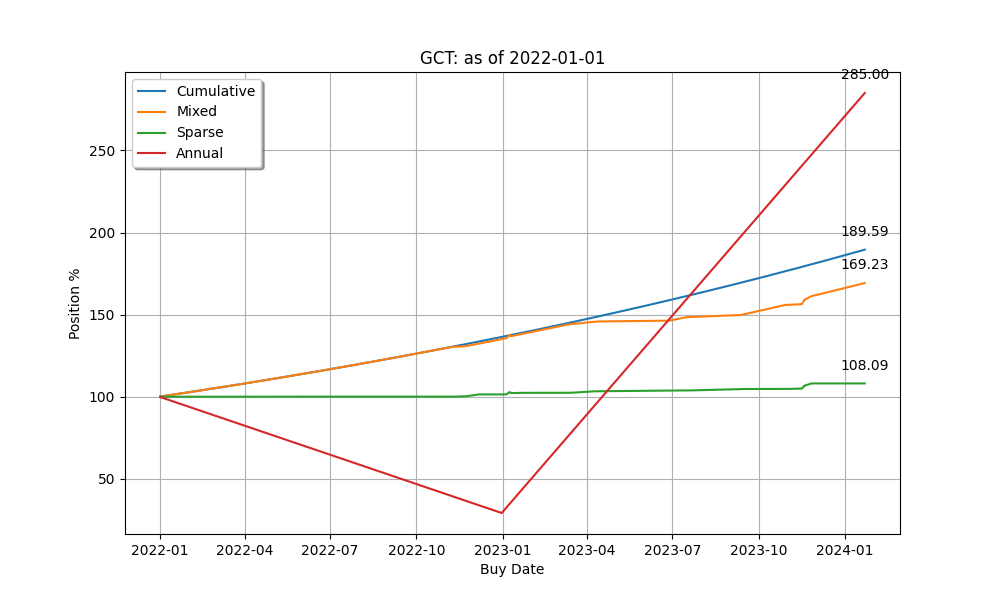 GCT: as of 2022-01-01
Cumulative
Mixed
Sparse
Annual
285.00
189.59
169.23
108.09
Position %
250
200
150
100
50
2022-01 2022-04 2022-07 2022-10 2023-01 2023-04 2023-07 2023-10 2024-01
Buy Date